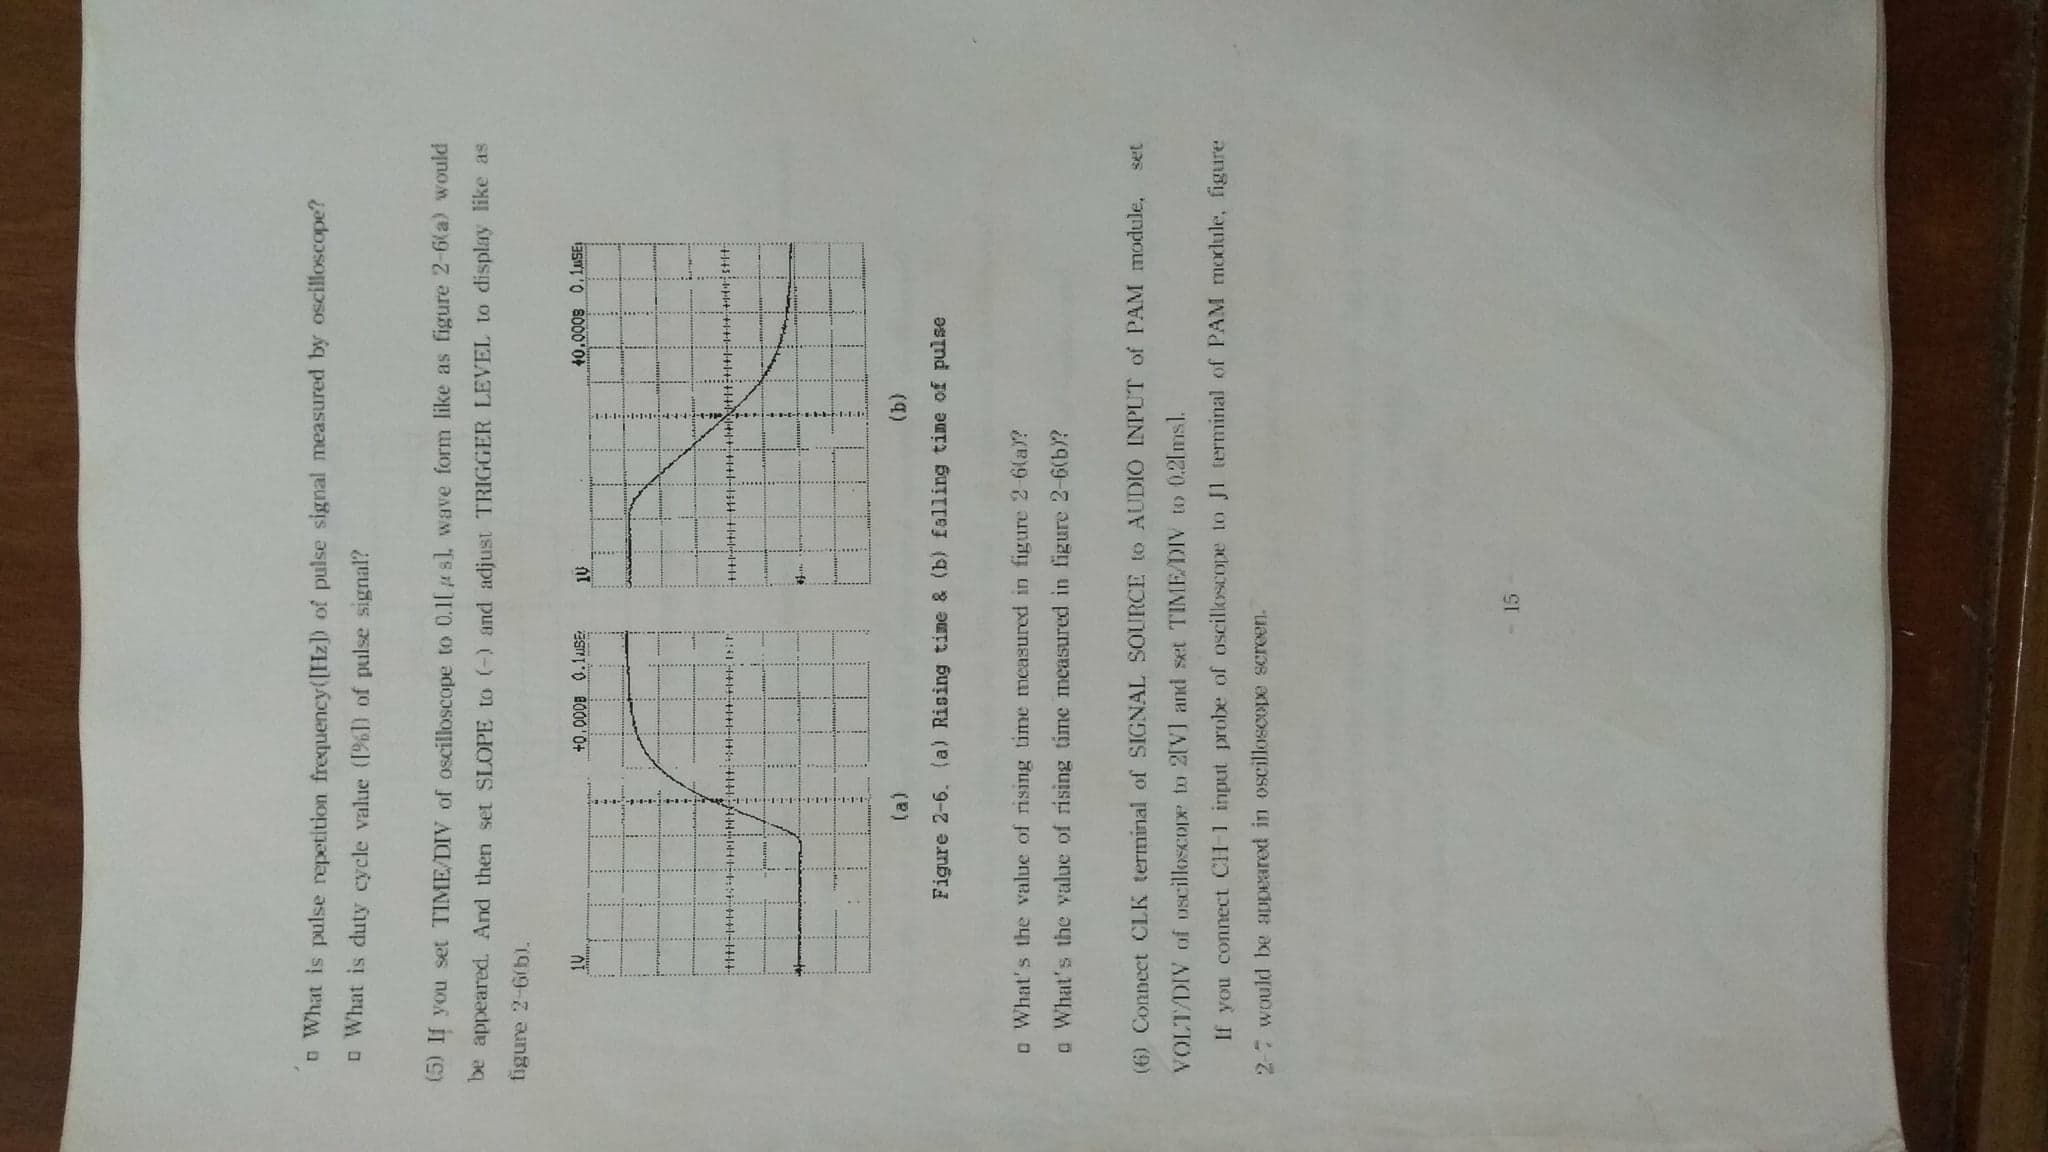 □ What is pulse repetition frequency([Hz]) of pulse signal measured by oscilloscope?
□ What is duty cycle value ([%]) of pulse signal?
(5) If you set TIME/DIV of oscilloscope to 0.1[μs], wave form like as figure 2-6(a) would
be appeared. And then set SLOPE to (-) and adjust TRIGGER LEVEL to display like as
figure 2-6(b).
1V +0.000s 0.1uSE 1V +0.000s 0.1uSE
(a) (b)
Figure 2-6. (a) Rising time & (b) falling time of pulse
□ What's the value of rising time measured in figure 2-6(a)?
□ What's the value of rising time measured in figure 2-6(b)?
(6) Connect CLK terminal of SIGNAL SOURCE to AUDIO INPUT of PAM module, set
VOLT/DIV of oscilloscope to 2[V] and set TIME/DIV to 0.2[ms].
If you connect CH-1 input probe of oscilloscope to J1 terminal of PAM module, figure
2-7 would be appeared in oscilloscope screen.
- 15 -